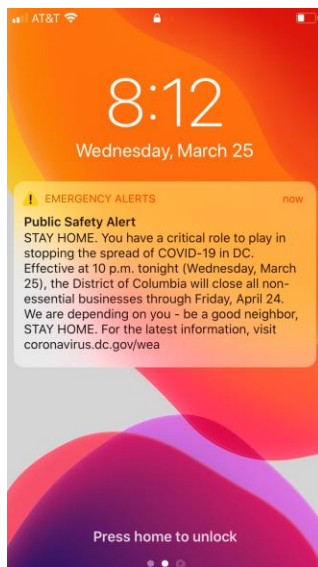 AT&T
8:12
Wednesday, March 25
EMERGENCY ALERTS now
Public Safety Alert
STAY HOME. You have a critical role to play in
stopping the spread of COVID-19 in DC.
Effective at 10 p.m. tonight (Wednesday, March
25), the District of Columbia will close all non-
essential businesses through Friday, April 24.
We are depending on you - be a good neighbor,
STAY HOME. For the latest information, visit
coronavirus.dc.gov/wea
Press home to unlock